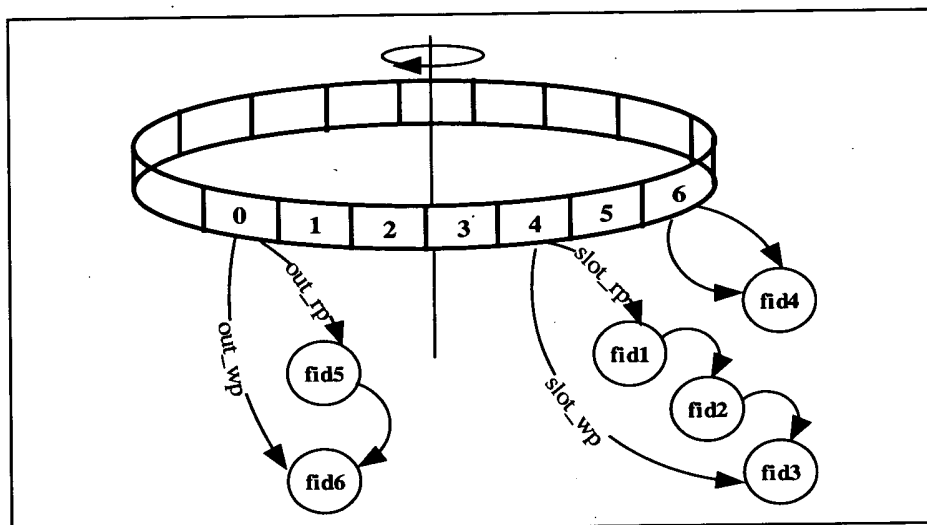 0 1 2 3 4 5 6
out_rp
slot_rp
fid4
out_wp
fid5
fid1
slot_wp
fid2
fid6
fid3